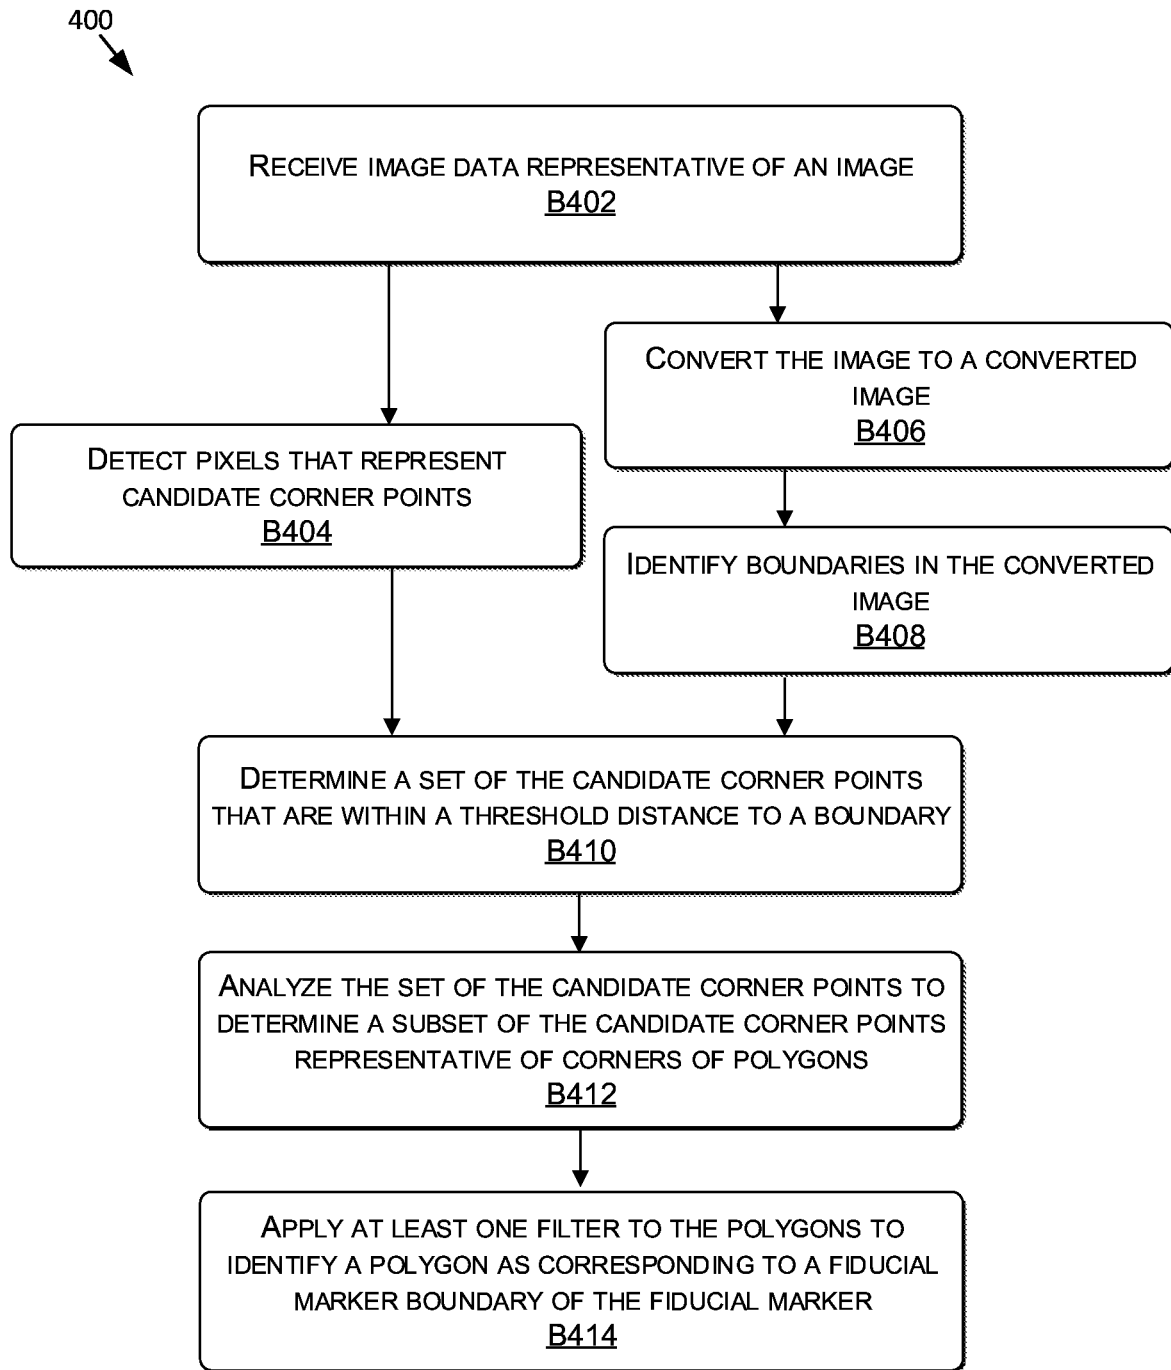 400
RECEIVE IMAGE DATA REPRESENTATIVE OF AN IMAGE
B402
CONVERT THE IMAGE TO A CONVERTED
IMAGE
B406
DETECT PIXELS THAT REPRESENT
CANDIDATE CORNER POINTS
B404
IDENTIFY BOUNDARIES IN THE CONVERTED
IMAGE
B408
DETERMINE A SET OF THE CANDIDATE CORNER POINTS
THAT ARE WITHIN A THRESHOLD DISTANCE TO A BOUNDARY
B410
ANALYZE THE SET OF THE CANDIDATE CORNER POINTS TO
DETERMINE A SUBSET OF THE CANDIDATE CORNER POINTS
REPRESENTATIVE OF CORNERS OF POLYGONS
B412
APPLY AT LEAST ONE FILTER TO THE POLYGONS TO
IDENTIFY A POLYGON AS CORRESPONDING TO A FIDUCIAL
MARKER BOUNDARY OF THE FIDUCIAL MARKER
B414